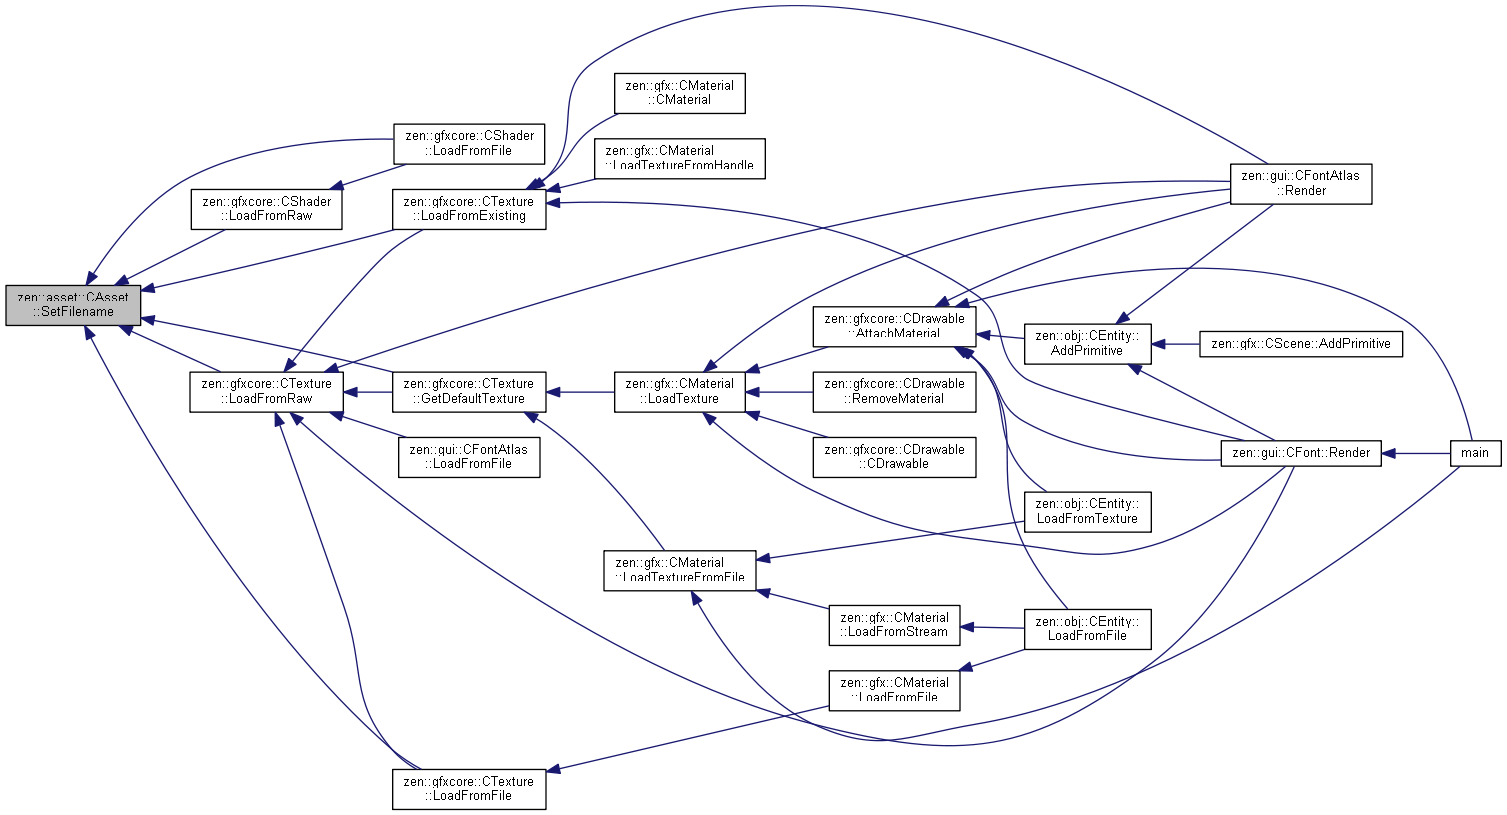 zen::gfx::CMaterial
::CMaterial
zen::gfxcore::CShader
::LoadFromFile
zen::gfx::CMaterial
::LoadTextureFromHandle
zen::gui::CFontAtlas
::Render
zen::gfxcore::CShader
::LoadFromRaw
zen::gfxcore::CTexture
::LoadFromExisting
zen::asset::CAsset
::SetFilename
zen::gfxcore::CDrawable
::AttachMaterial
zen::obj::CEntity::
AddPrimitive
zen::gfx::CScene::AddPrimitive
zen::gfxcore::CTexture
::LoadFromRaw
zen::gfxcore::CTexture
::GetDefaultTexture
zen::gfx::CMaterial
::LoadTexture
zen::gfxcore::CDrawable
::RemoveMaterial
zen::gui::CFontAtlas
::LoadFromFile
zen::gfxcore::CDrawable
::CDrawable
zen::gui::CFont::Render
main
zen::obj::CEntity::
LoadFromTexture
zen::gfx::CMaterial
::LoadTextureFromFile
zen::gfx::CMaterial
::LoadFromStream
zen::obj::CEntity::
LoadFromFile
zen::gfx::CMaterial
::LoadFromFile
zen::gfxcore::CTexture
::LoadFromFile